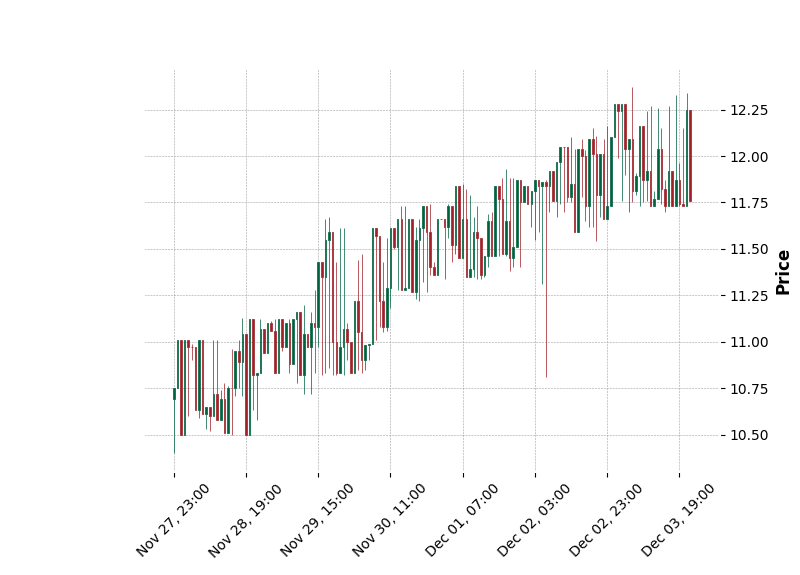 12.25
12.00
11.75
11.50
11.25
11.00
10.75
10.50
Price
Nov 27, 23:00
Nov 28, 19:00
Nov 29, 15:00
Nov 30, 11:00
Dec 01, 07:00
Dec 02, 03:00
Dec 02, 23:00
Dec 03, 19:00